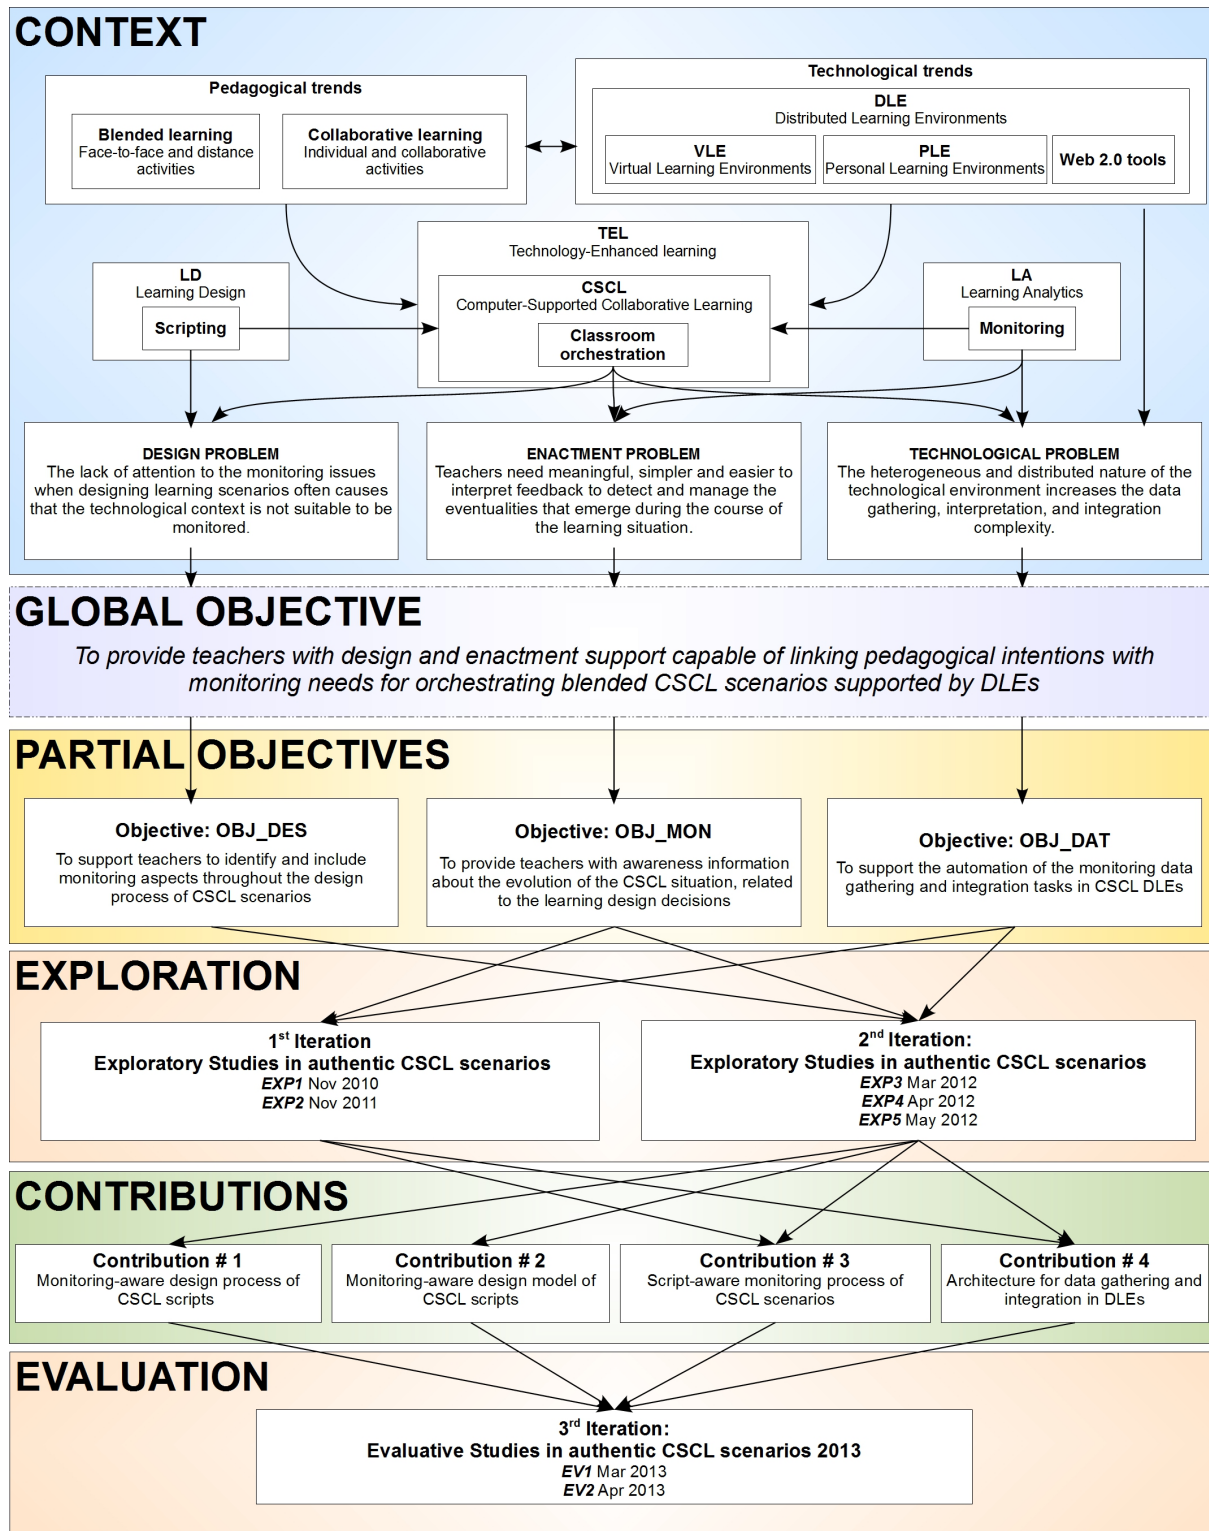 CONTEXT
Pedagogical trends
Blended learning
Face-to-face and distance
activities
Collaborative learning
Individual and collaborative
activities
Technological trends
DLE
Distributed Learning Environments
VLE
Virtual Learning Environments
PLE
Personal Learning Environments
Web 2.0 tools
TEL
Technology-Enhanced learning
CSCL
Computer-Supported Collaborative Learning
Classroom
orchestration
LD
Learning Design
Scripting
LA
Learning Analytics
Monitoring
DESIGN PROBLEM
The lack of attention to the monitoring issues
when designing learning scenarios often causes
that the technological context is not suitable to be
monitored.
ENACTMENT PROBLEM
Teachers need meaningful, simpler and easier to
interpret feedback to detect and manage the
eventualities that emerge during the course of
the learning situation.
TECHNOLOGICAL PROBLEM
The heterogeneous and distributed nature of the
technological environment increases the data
gathering, interpretation, and integration
complexity.
GLOBAL OBJECTIVE
To provide teachers with design and enactment support capable of linking pedagogical intentions with
monitoring needs for orchestrating blended CSCL scenarios supported by DLEs
PARTIAL OBJECTIVES
Objective: OBJ_DES
To support teachers to identify and include
monitoring aspects throughout the design
process of CSCL scenarios
Objective: OBJ_MON
To provide teachers with awareness information
about the evolution of the CSCL situation, related
to the learning design decisions
Objective: OBJ_DAT
To support the automation of the monitoring data
gathering and integration tasks in CSCL DLEs
EXPLORATION
1st Iteration
Exploratory Studies in authentic CSCL scenarios
EXP1 Nov 2010
EXP2 Nov 2011
2nd Iteration:
Exploratory Studies in authentic CSCL scenarios
EXP3 Mar 2012
EXP4 Apr 2012
EXP5 May 2012
CONTRIBUTIONS
Contribution # 1
Monitoring-aware design process of
CSCL scripts
Contribution # 2
Monitoring-aware design model of
CSCL scripts
Contribution # 3
Script-aware monitoring process of
CSCL scenarios
Contribution # 4
Architecture for data gathering and
integration in DLEs
EVALUATION
3rd Iteration:
Evaluative Studies in authentic CSCL scenarios 2013
EV1 Mar 2013
EV2 Apr 2013